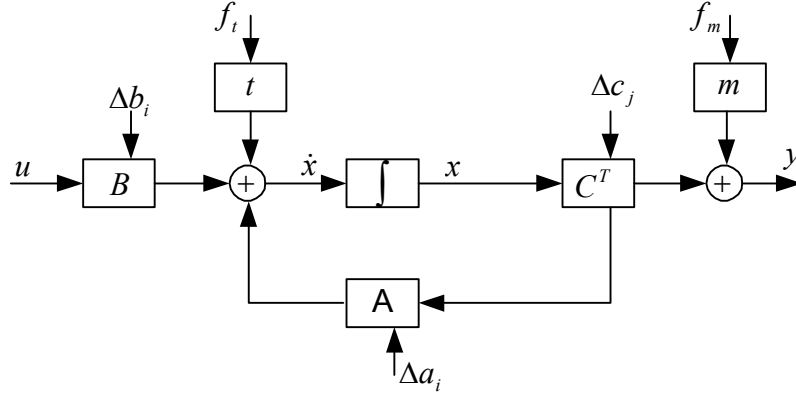 f_t
f_m
t
m
Δb_i
Δc_j
u
B
+
ẋ
∫
x
C^T
+
y
A
Δa_i